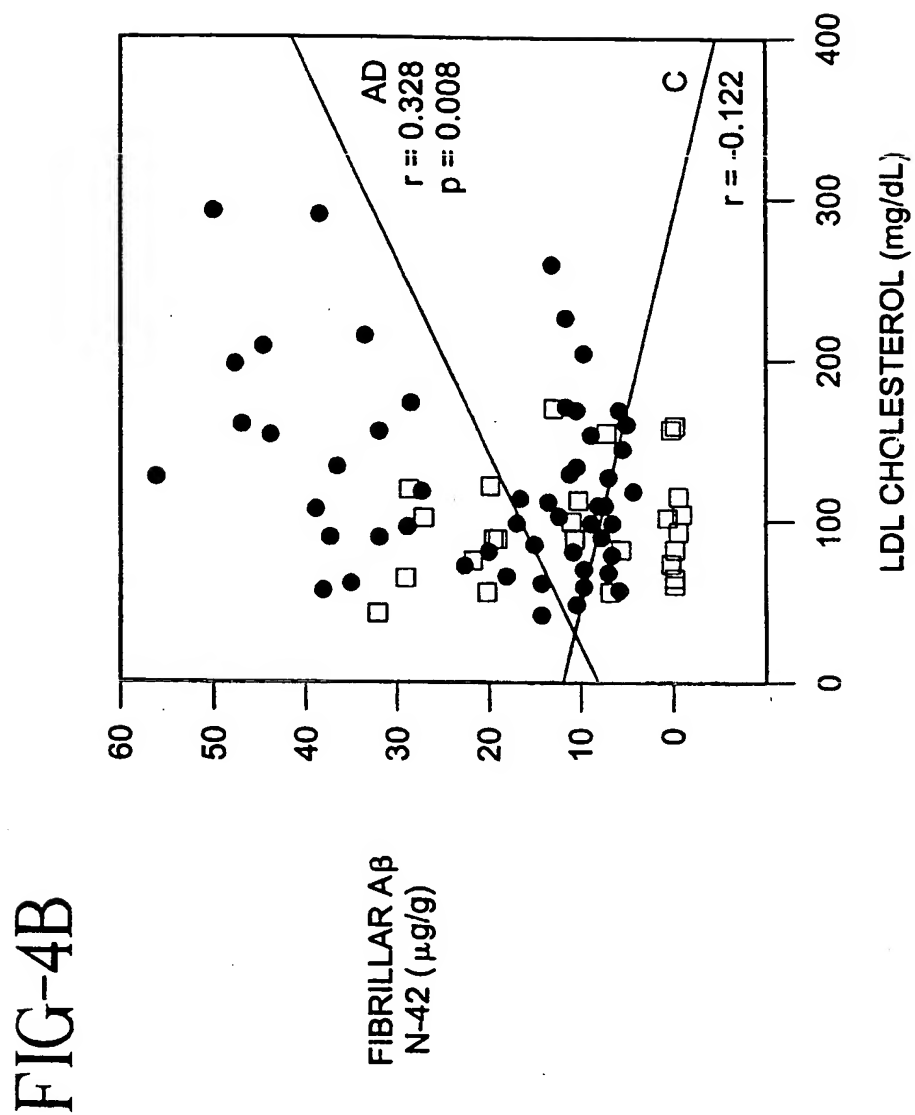 FIG-4B
FIBRILLAR Aβ
N-42 (μg/g)
60
50
40
30
20
10
0
AD
r = 0.328
p = 0.008
C
r = -0.122
0
100
200
300
400
LDL CHOLESTEROL (mg/dL)